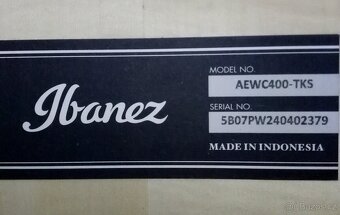 Ibanez
MODEL NO.
AEWC400-TKS
SERIAL NO.
5B07PW240402379
MADE IN INDONESIA